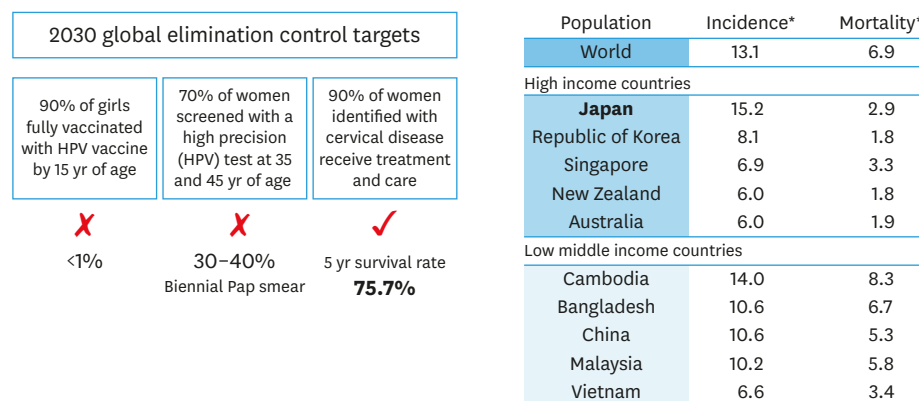 2030 global elimination control targets
90% of girls
fully vaccinated
with HPV vaccine
by 15 yr of age
70% of women
screened with a
high precision
(HPV) test at 35
and 45 yr of age
90% of women
identified with
cervical disease
receive treatment
and care
✗
<1%
✗
30–40%
Biennial Pap smear
✓
5 yr survival rate
75.7%
Population Incidence* Mortality*
World 13.1 6.9
High income countries
Japan 15.2 2.9
Republic of Korea 8.1 1.8
Singapore 6.9 3.3
New Zealand 6.0 1.8
Australia 6.0 1.9
Low middle income countries
Cambodia 14.0 8.3
Bangladesh 10.6 6.7
China 10.6 5.3
Malaysia 10.2 5.8
Vietnam 6.6 3.4